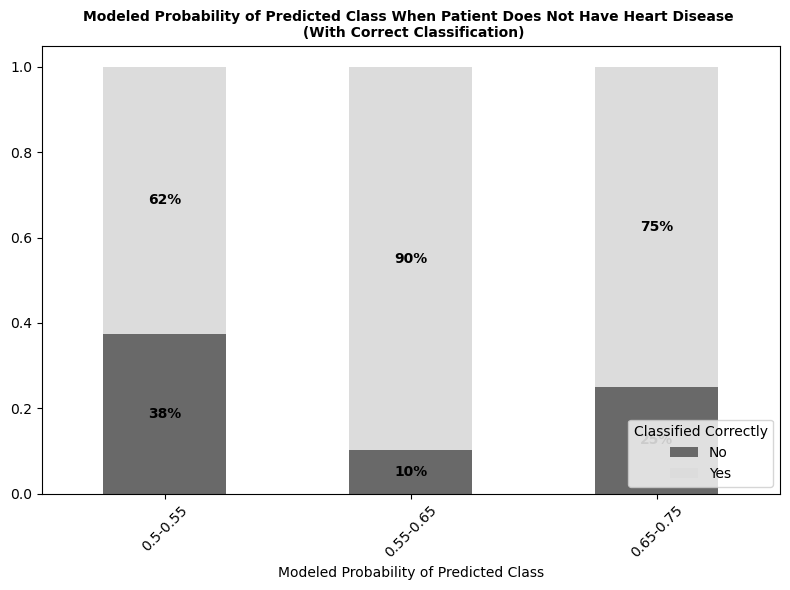 Modeled Probability of Predicted Class When Patient Does Not Have Heart Disease
(With Correct Classification)
1.0
0.8
0.6
0.4
0.2
0.0
62%
90%
75%
38%
10%
25%
Classified Correctly
No
Yes
0.5-0.55
0.55-0.65
0.65-0.75
Modeled Probability of Predicted Class